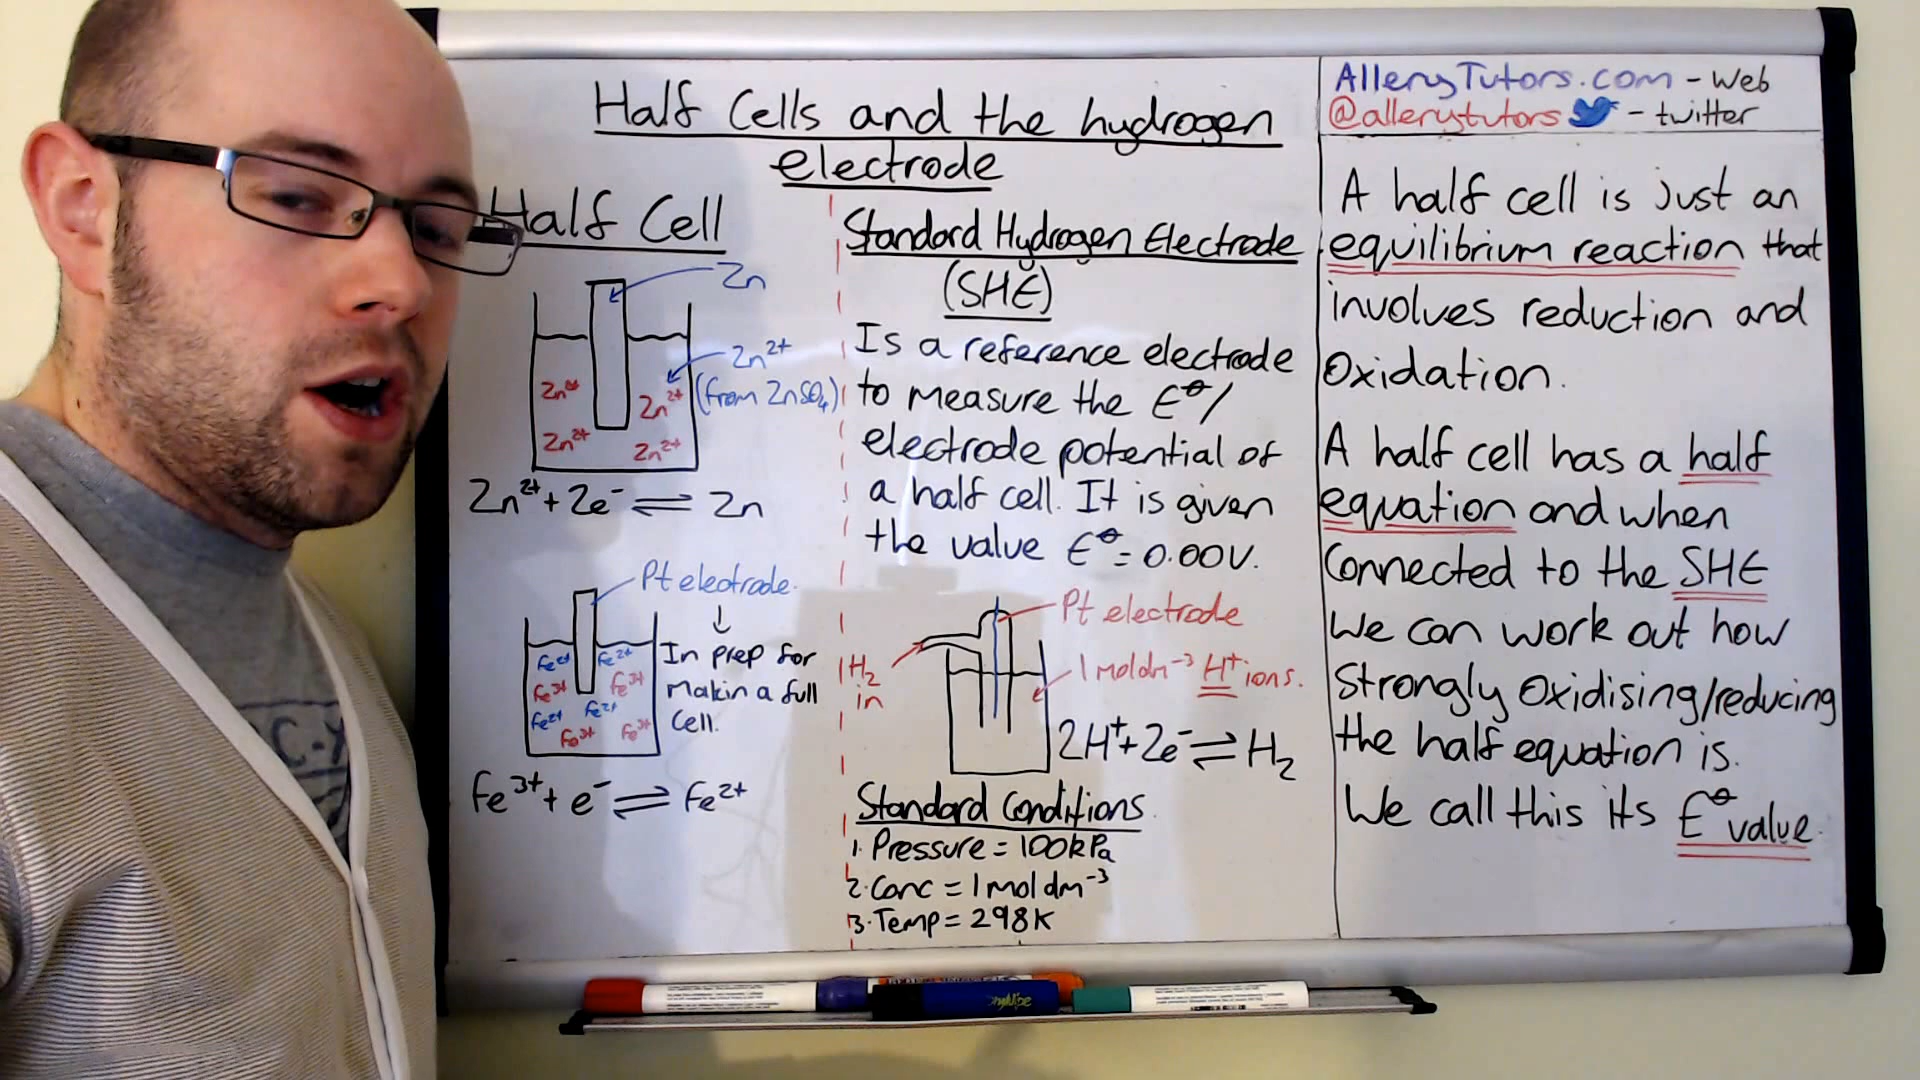 Half Cells and the hydrogen
electrode
AlleryTutors.com - Web
@allerytutors - twitter
Half Cell
Zn
Zn²⁺
(from ZnSO₄)
Zn²⁺
Zn²⁺
Zn²⁺
Zn²⁺
Zn²⁺ + 2e⁻ ⇌ Zn
Pt electrode.
↓
In prep for
makin a full
cell.
Fe²⁺ Fe²⁺
Fe³⁺ Fe³⁺
Fe²⁺ Fe²⁺
Fe³⁺ Fe³⁺
Fe³⁺ + e⁻ ⇌ Fe²⁺
Standard Hydrogen Electrode
(SHE)
Is a reference electrode
to measure the E⊖/
electrode potential of
a half cell. It is given
the value E⊖ = 0.00V.
Pt electrode
H₂
in
1 mol dm⁻³ H⁺ ions.
2H⁺ + 2e⁻ ⇌ H₂
Standard Conditions
1. Pressure = 100kPa
2. Conc = 1 mol dm⁻³
3. Temp = 298K
A half cell is just an
equilibrium reaction that
involves reduction and
Oxidation.
A half cell has a half
equation and when
Connected to the SHE
We can work out how
Strongly Oxidising/reducing
the half equation is.
We call this its E⊖ value.